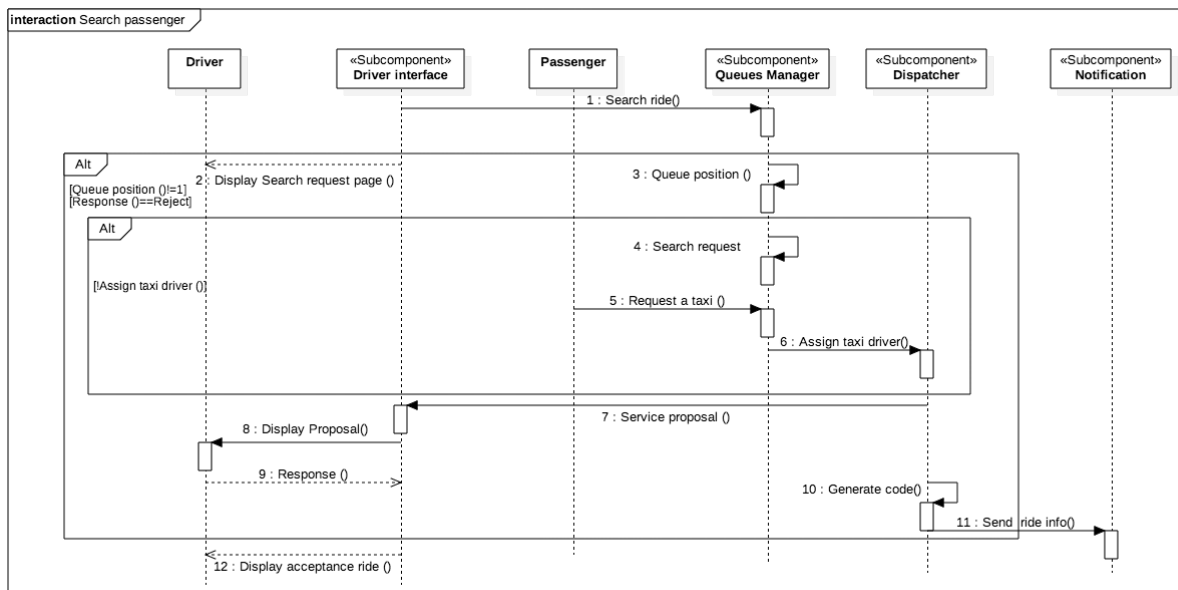 interaction Search passenger
Driver
«Subcomponent»
Driver interface
Passenger
«Subcomponent»
Queues Manager
«Subcomponent»
Dispatcher
«Subcomponent»
Notification
1 : Search ride()
Alt
2 : Display Search request page ()
3 : Queue position ()
[Queue position ()!=1]
[Response ()==Reject]
Alt
4 : Search request
[!Assign taxi driver ()]
5 : Request a taxi ()
6 : Assign taxi driver()
7 : Service proposal ()
8 : Display Proposal()
9 : Response ()
10 : Generate code()
11 : Send ride info()
12 : Display acceptance ride ()